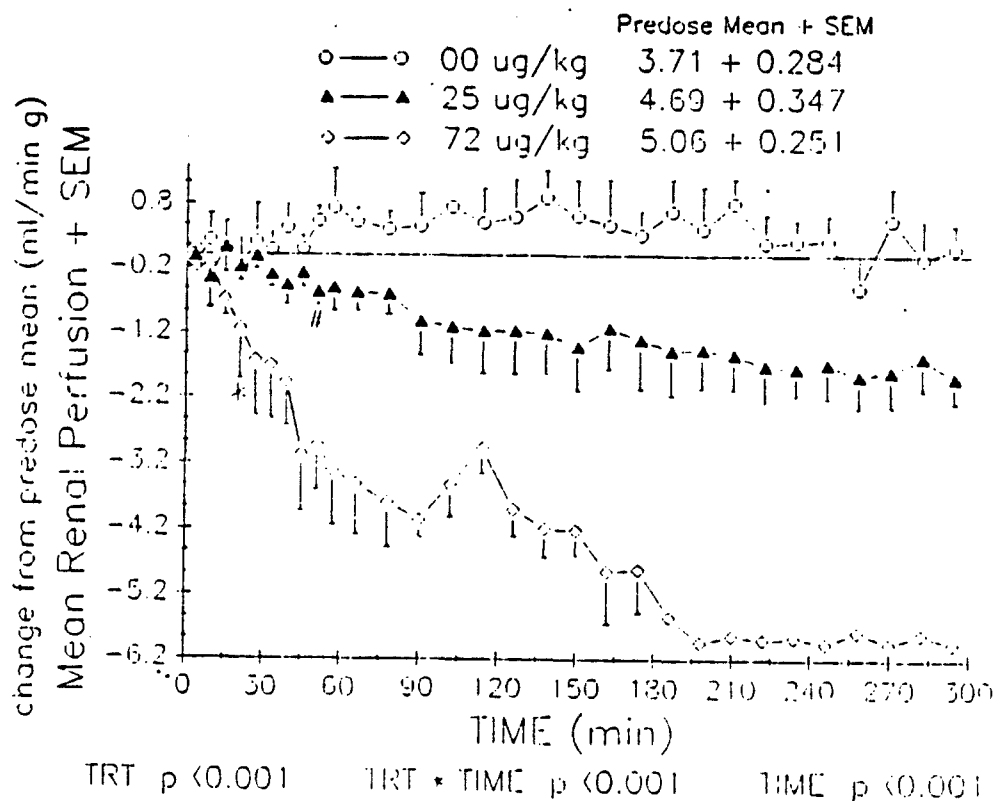 Predose Mean + SEM
00 ug/kg 3.71 + 0.284
25 ug/kg 4.69 + 0.347
72 ug/kg 5.06 + 0.251
change from predose mean (ml/min g)
Mean Renal Perfusion + SEM
0.8
-0.2
-1.2
-2.2
-3.2
-4.2
-5.2
-6.2
*
//
0 30 60 90 120 150 180 210 240 270 300
TIME (min)
TRT p <0.001 TRT * TIME p <0.001 TIME p <0.001